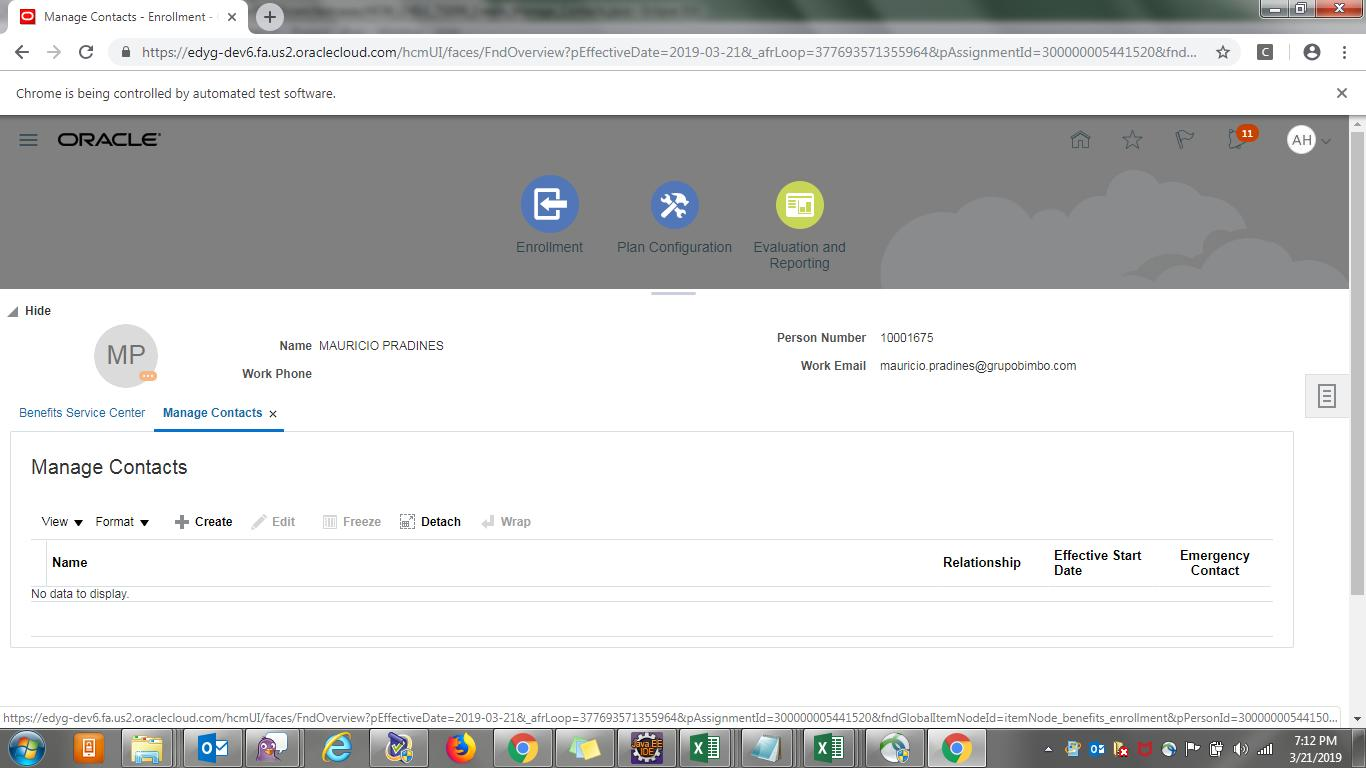 Manage Contacts - Enrollment -
https://edyg-dev6.fa.us2.oraclecloud.com/hcmUI/faces/FndOverview?pEffectiveDate=2019-03-21&_afrLoop=377693571355964&pAssignmentId=300000005441520&fnd...
C
Chrome is being controlled by automated test software.
ORACLE
11
AH
Enrollment
Plan Configuration
Evaluation and
Reporting
Hide
MP
Name MAURICIO PRADINES
Person Number 10001675
Work Phone
Work Email mauricio.pradines@grupobimbo.com
Benefits Service Center Manage Contacts
Manage Contacts
View Format Create Edit Freeze Detach Wrap
Name Relationship Effective Start Date Emergency Contact
No data to display.
https://edyg-dev6.fa.us2.oraclecloud.com/hcmUI/faces/FndOverview?pEffectiveDate=2019-03-21&_afrLoop=377693571355964&pAssignmentId=300000005441520&fndGlobalItemNodeId=itemNode_benefits_enrollment&pPersonId=30000000544150...
Java EE
IDE
7:12 PM
3/21/2019